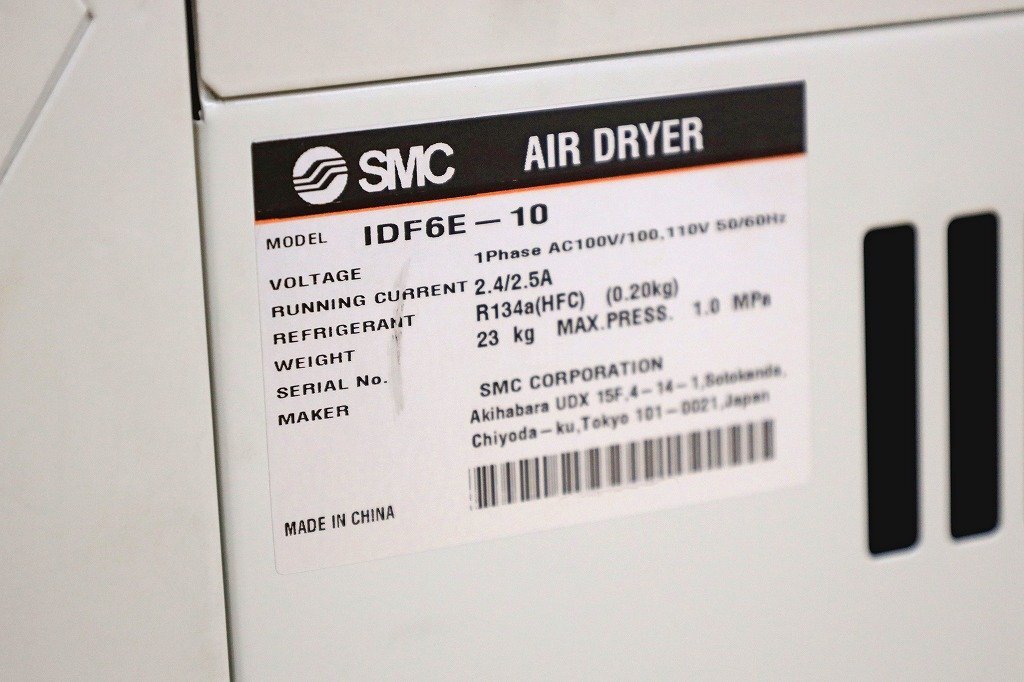 SMC AIR DRYER
MODEL IDF6E-10
VOLTAGE 1Phase AC100V/100,110V 50/60Hz
RUNNING CURRENT 2.4/2.5A
REFRIGERANT R134a(HFC) (0.20kg)
WEIGHT 23 kg MAX.PRESS. 1.0 MPa
SERIAL No.
MAKER SMC CORPORATION
Akihabara UDX 15F,4-14-1,Sotokanda,
Chiyoda-ku,Tokyo 101-0021,Japan
MADE IN CHINA